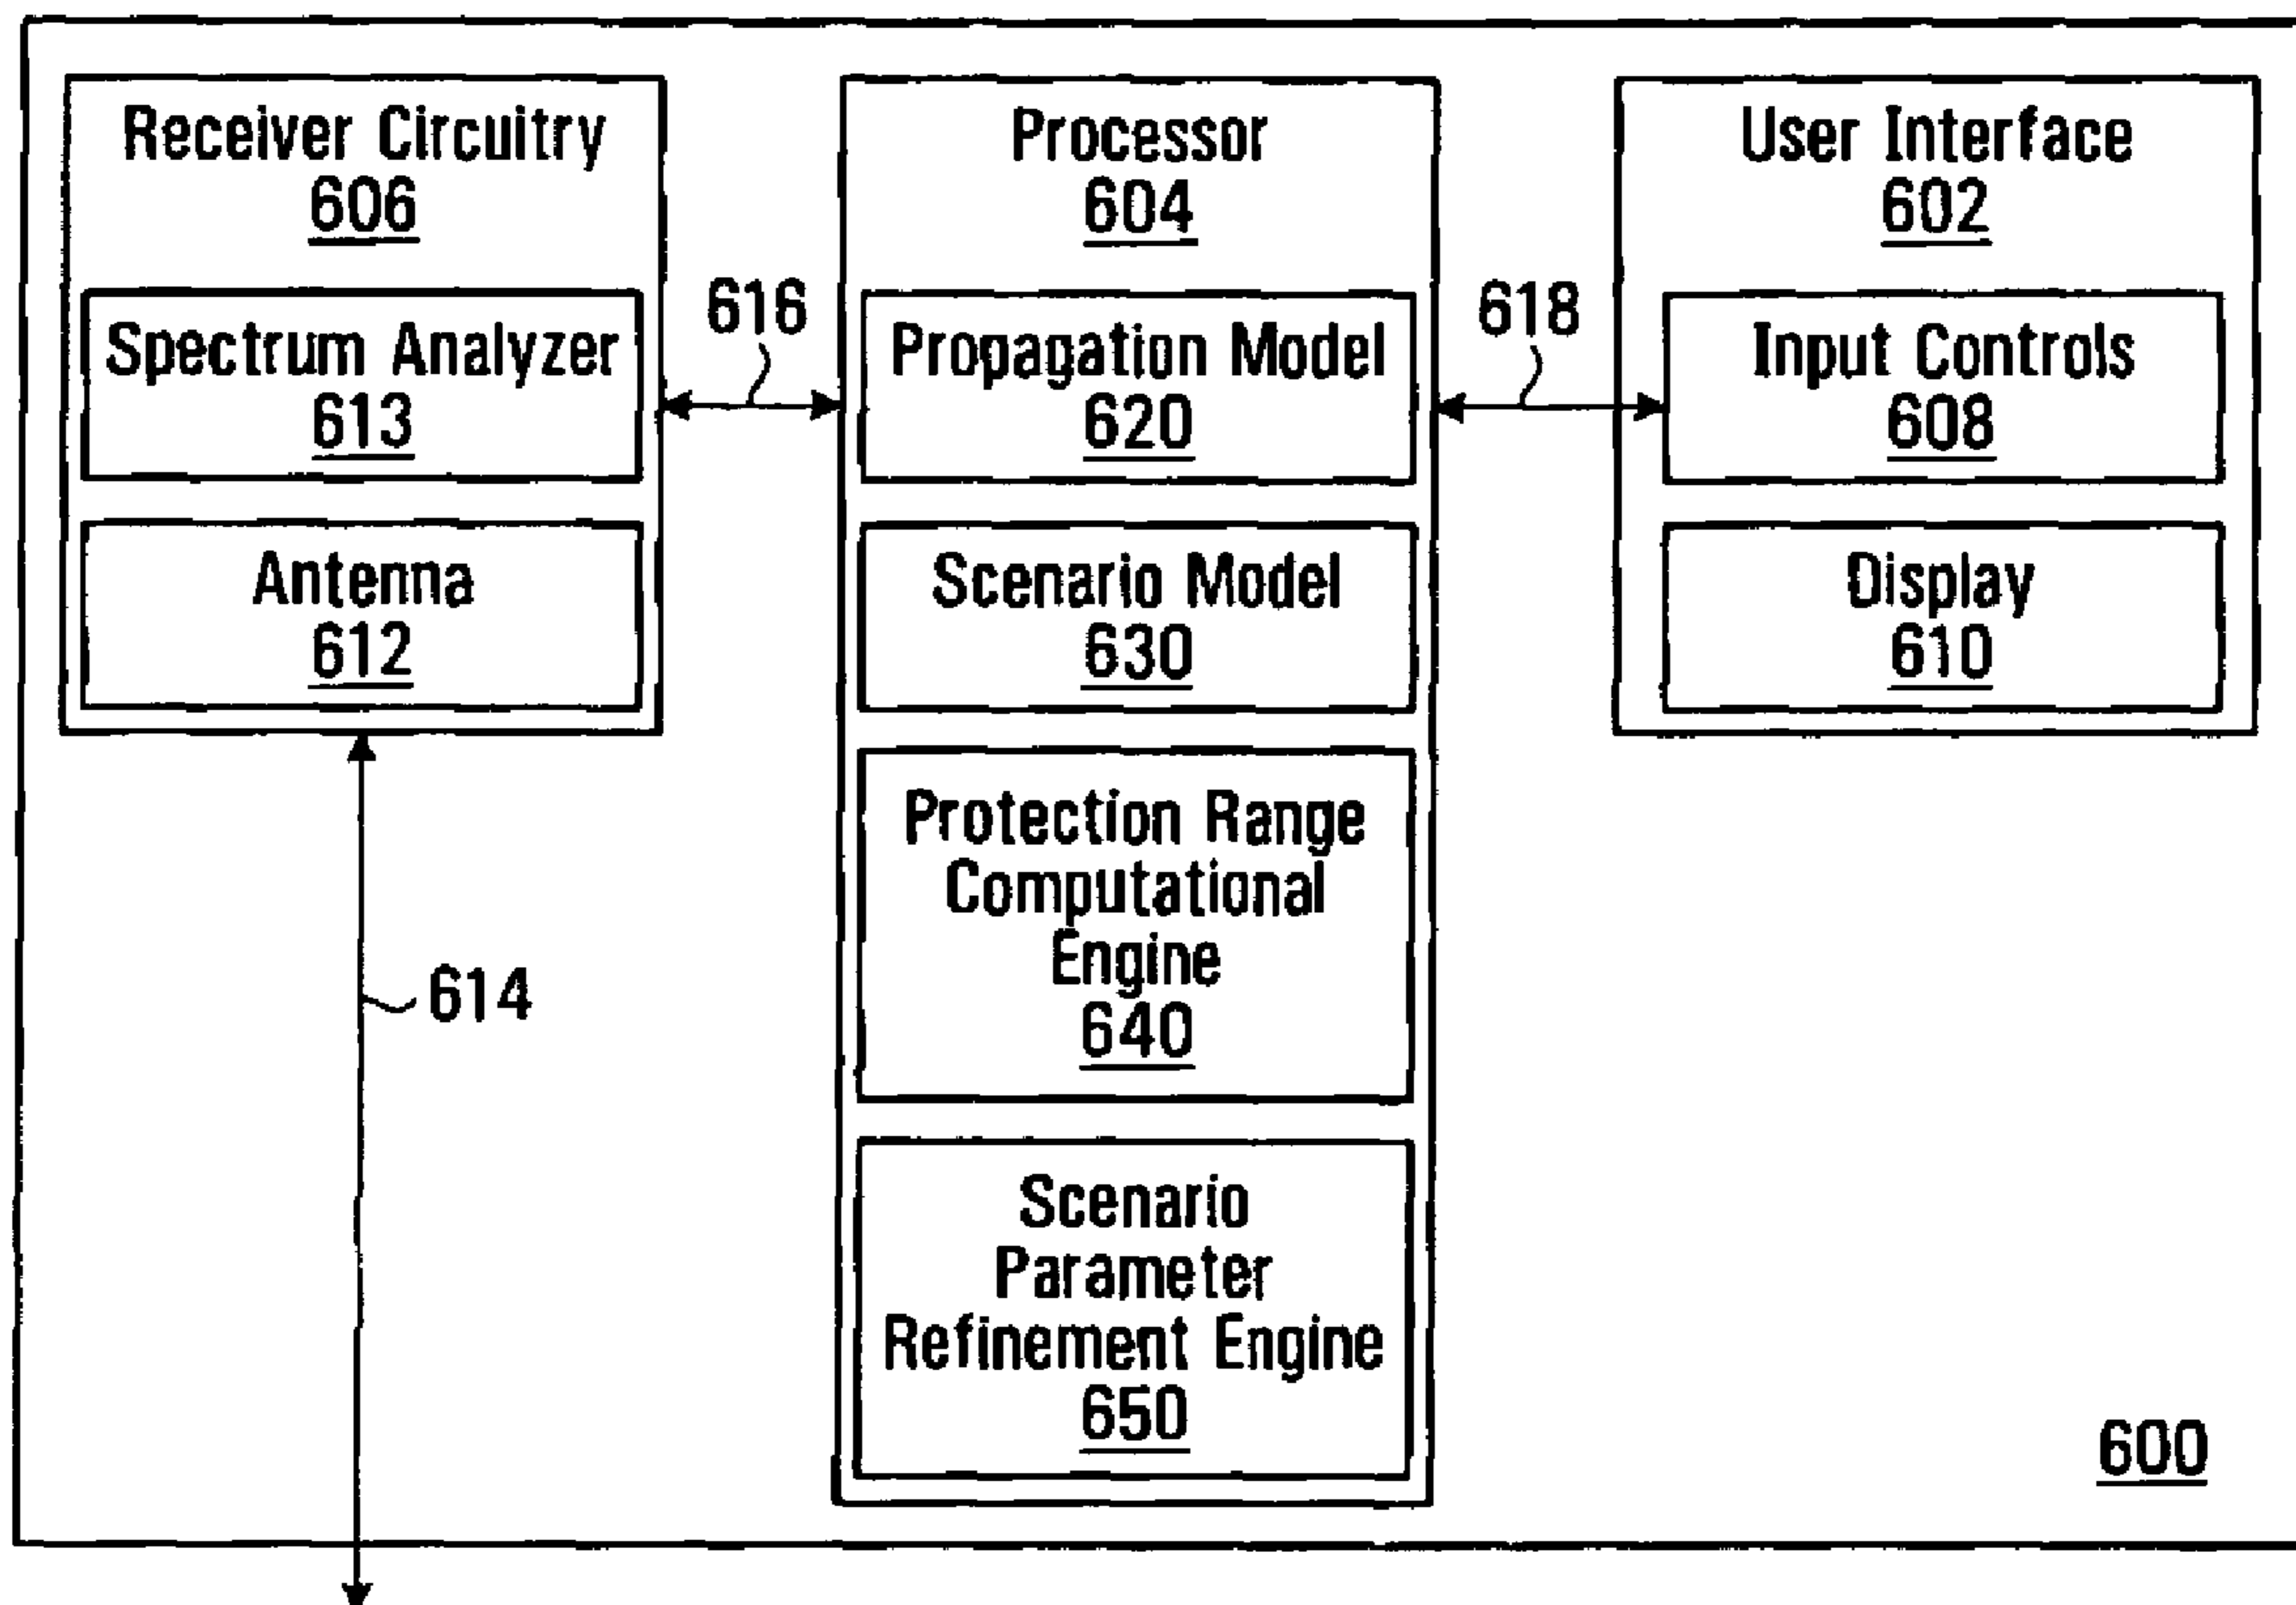 Receiver Circuitry
606
Spectrum Analyzer
613
Antenna
612
616
614
Processor
604
Propagation Model
620
Scenario Model
630
Protection Range
Computational
Engine
640
Scenario
Parameter
Refinement Engine
650
618
User Interface
602
Input Controls
608
Display
610
600